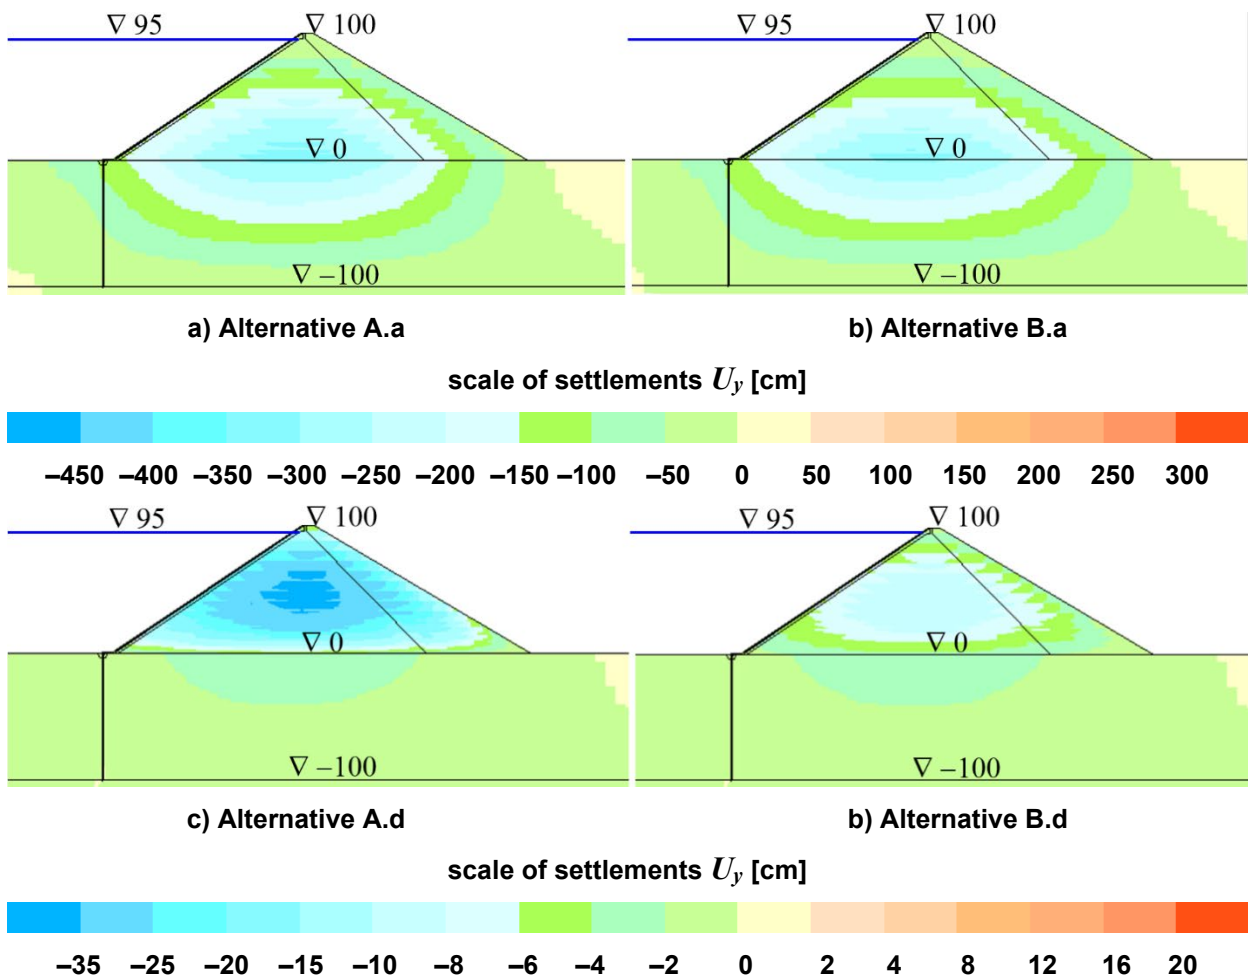 ∇ 95 ∇ 100 ∇ 95 ∇ 100
∇ 0 ∇ 0
∇ –100 ∇ –100
a) Alternative A.a b) Alternative B.a
scale of settlements Uy [cm]
–450 –400 –350 –300 –250 –200 –150 –100 –50 0 50 100 150 200 250 300
∇ 95 ∇ 100 ∇ 95 ∇ 100
∇ 0 ∇ 0
∇ –100 ∇ –100
c) Alternative A.d b) Alternative B.d
scale of settlements Uy [cm]
–35 –25 –20 –15 –10 –8 –6 –4 –2 0 2 4 8 12 16 20